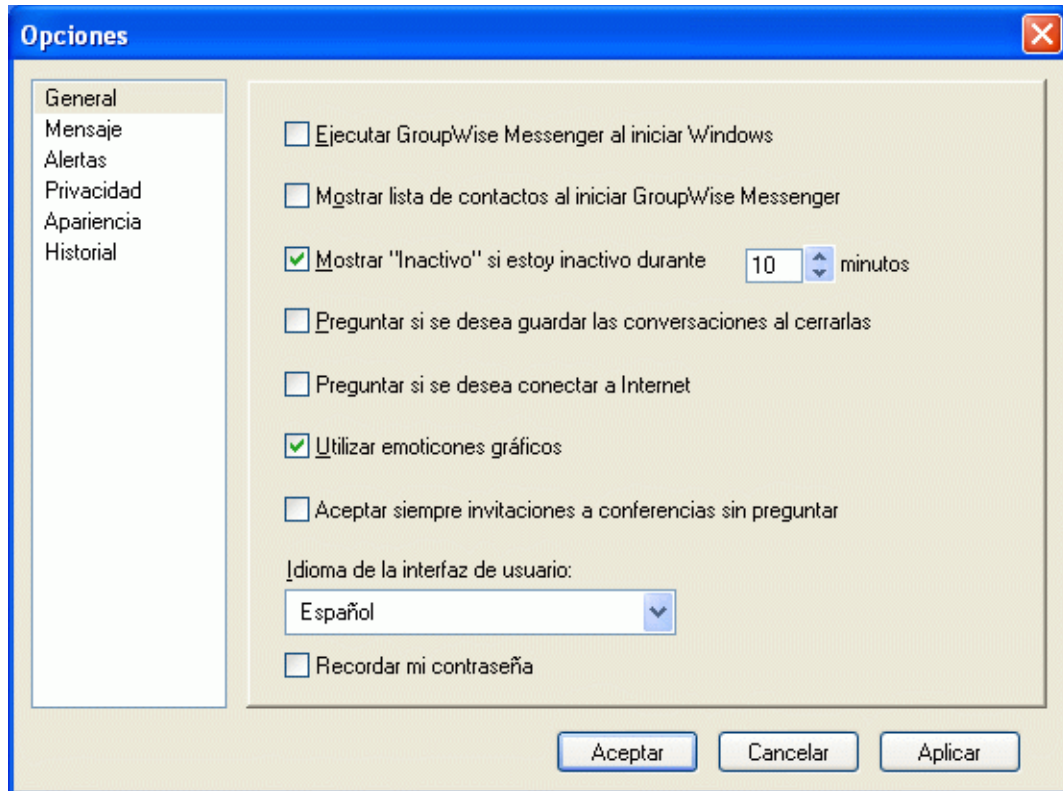 Opciones
General
Mensaje
Alertas
Privacidad
Apariencia
Historial
Ejecutar GroupWise Messenger al iniciar Windows
Mostrar lista de contactos al iniciar GroupWise Messenger
Mostrar "Inactivo" si estoy inactivo durante 10 minutos
Preguntar si se desea guardar las conversaciones al cerrarlas
Preguntar si se desea conectar a Internet
Utilizar emoticones gráficos
Aceptar siempre invitaciones a conferencias sin preguntar
Idioma de la interfaz de usuario:
Español
Recordar mi contraseña
Aceptar Cancelar Aplicar